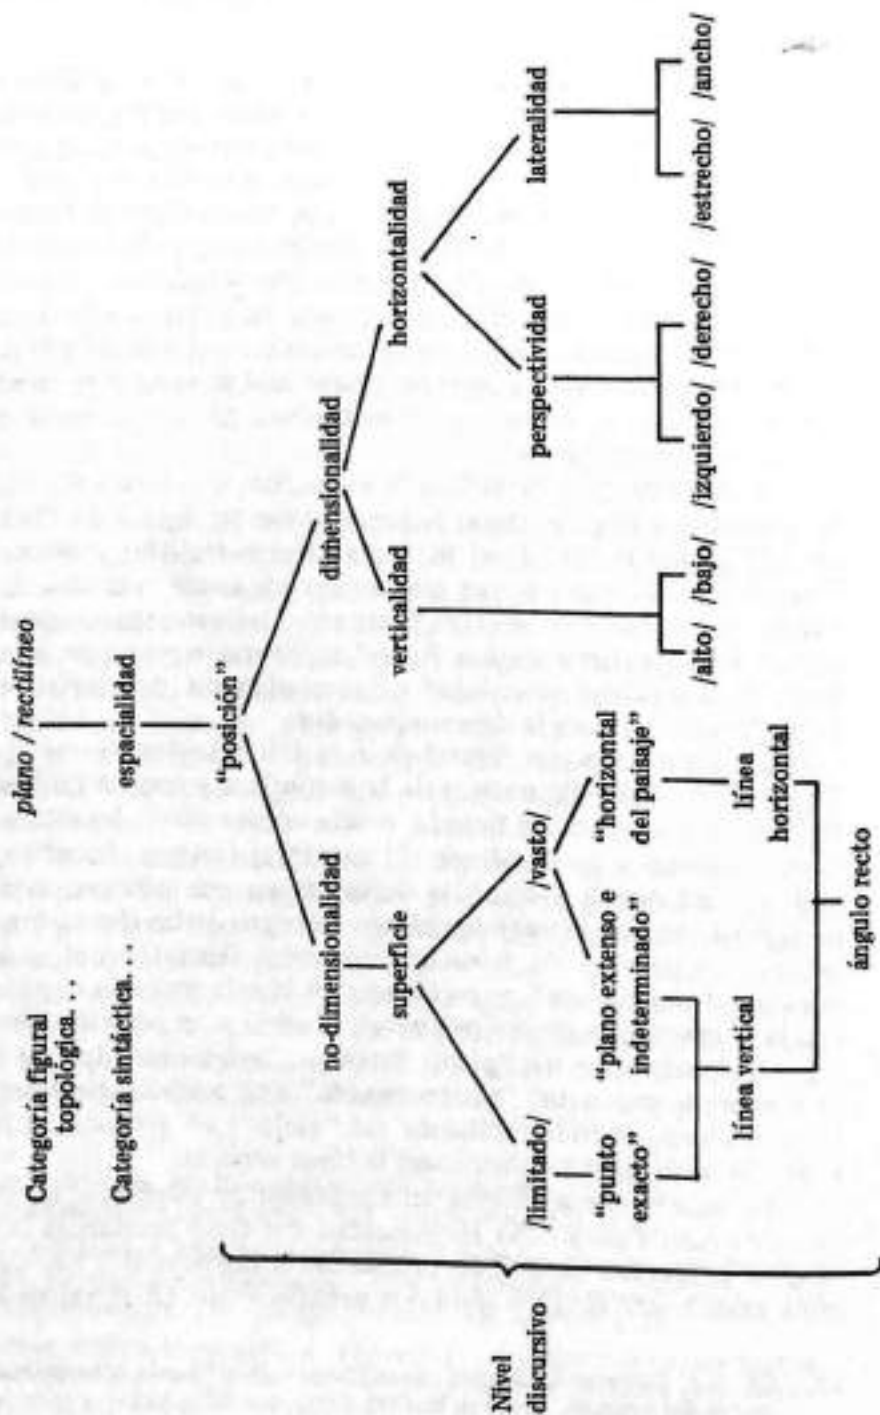 Categoría figural
topológica . . . plano / rectilíneo
Categoría sintáctica. . . espacialidad
“posición”
no-dimensionalidad dimensionalidad
superficie verticalidad horizontalidad
/limitado/ /vasto/ perspectividad lateralidad
“punto
exacto”
“plano extenso e
indeterminado”
“horizontal
del paisaje”
/alto/ /bajo/ /izquierdo/ /derecho/ /estrecho/ /ancho/
línea vertical
línea
horizontal
ángulo recto
Nivel
discursivo